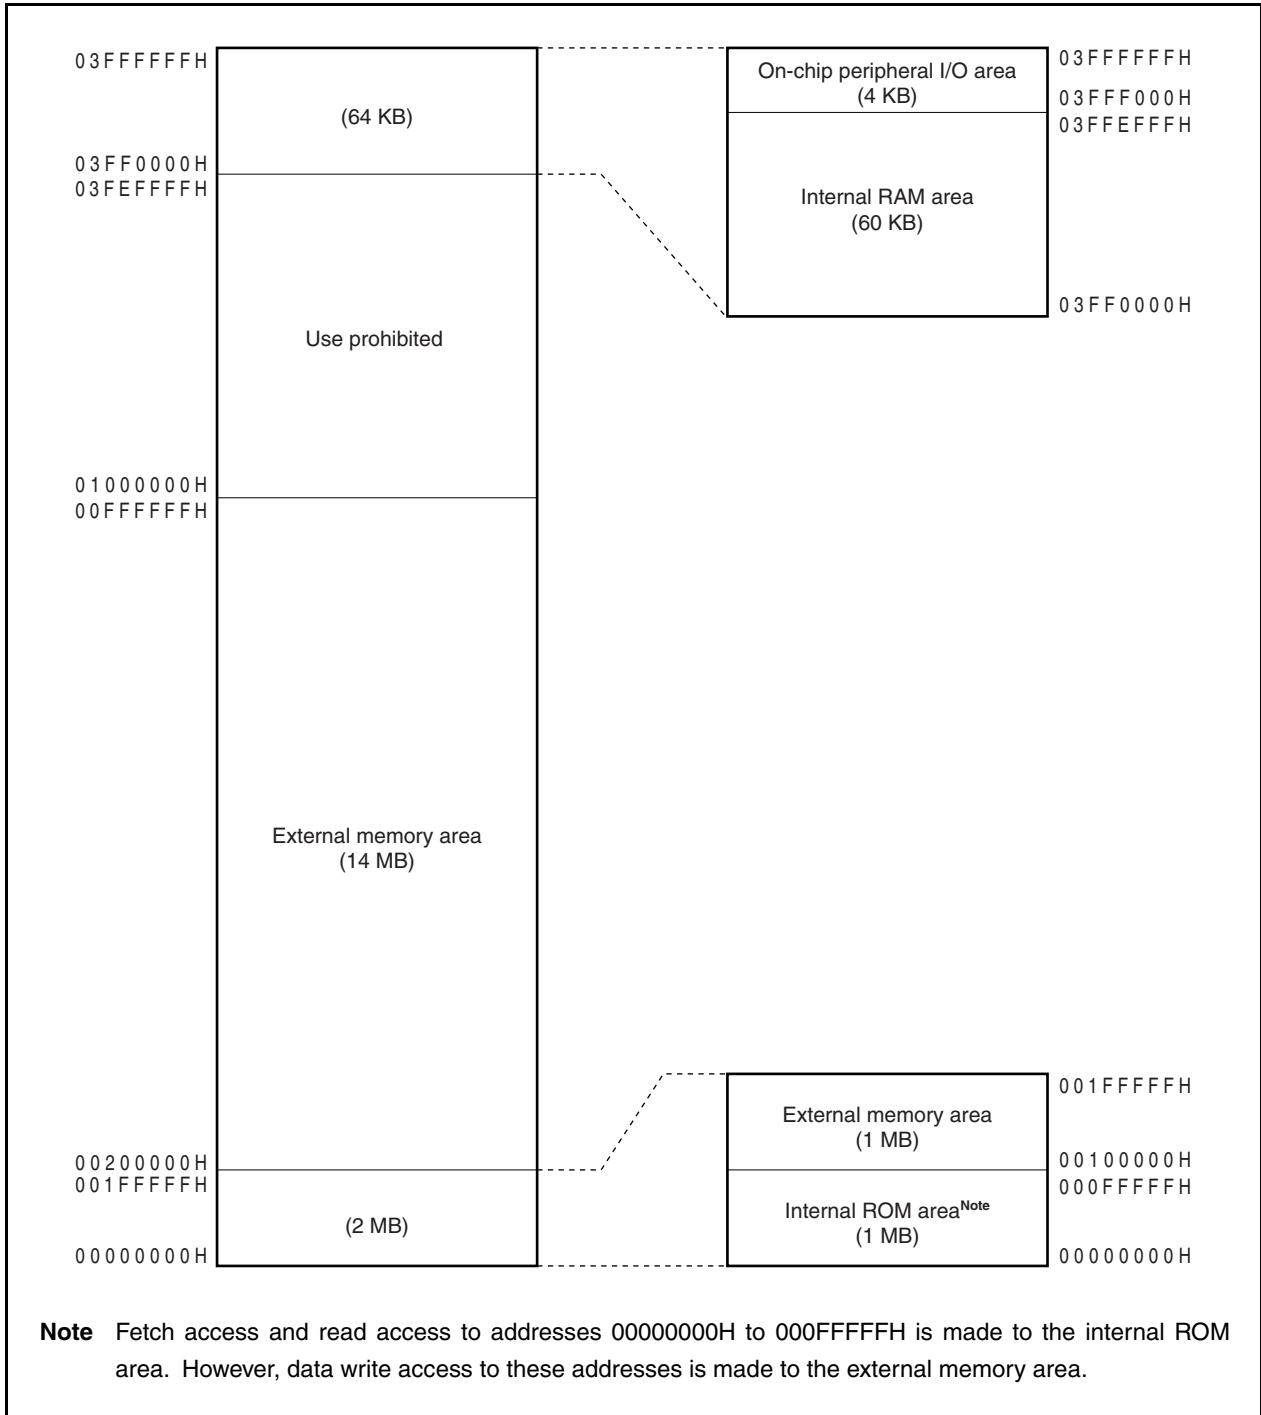 03FFFFFFH
(64 KB)
03FF0000H
03FEFFFFH
Use prohibited
01000000H
00FFFFFFH
External memory area
(14 MB)
00200000H
001FFFFFH
(2 MB)
00000000H
On-chip peripheral I/O area
(4 KB)
03FFFFFFH
03FFF000H
03FFEFFFH
Internal RAM area
(60 KB)
03FF0000H
001FFFFFH
External memory area
(1 MB)
00100000H
000FFFFFH
Internal ROM areaNote
(1 MB)
00000000H
Note Fetch access and read access to addresses 00000000H to 000FFFFFH is made to the internal ROM
area. However, data write access to these addresses is made to the external memory area.